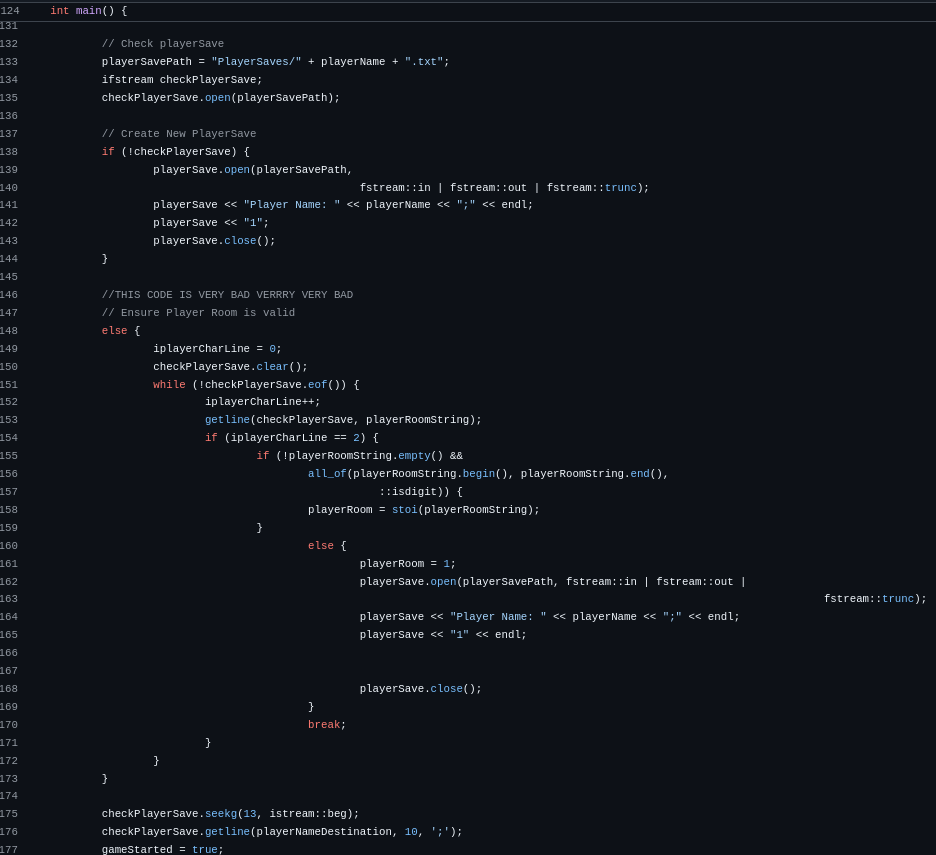 124 int main() {
131
132 // Check playerSave
133 playerSavePath = "PlayerSaves/" + playerName + ".txt";
134 ifstream checkPlayerSave;
135 checkPlayerSave.open(playerSavePath);
136
137 // Create New PlayerSave
138 if (!checkPlayerSave) {
139 playerSave.open(playerSavePath,
140 fstream::in | fstream::out | fstream::trunc);
141 playerSave << "Player Name: " << playerName << ";" << endl;
142 playerSave << "1";
143 playerSave.close();
144 }
145
146 //THIS CODE IS VERY BAD VERRRY VERY BAD
147 // Ensure Player Room is valid
148 else {
149 iplayerCharLine = 0;
150 checkPlayerSave.clear();
151 while (!checkPlayerSave.eof()) {
152 iplayerCharLine++;
153 getline(checkPlayerSave, playerRoomString);
154 if (iplayerCharLine == 2) {
155 if (!playerRoomString.empty() &&
156 all_of(playerRoomString.begin(), playerRoomString.end(),
157 ::isdigit)) {
158 playerRoom = stoi(playerRoomString);
159 }
160 else {
161 playerRoom = 1;
162 playerSave.open(playerSavePath, fstream::in | fstream::out |
163 fstream::trunc);
164 playerSave << "Player Name: " << playerName << ";" << endl;
165 playerSave << "1" << endl;
166
167
168 playerSave.close();
169 }
170 break;
171 }
172 }
173 }
174
175 checkPlayerSave.seekg(13, istream::beg);
176 checkPlayerSave.getline(playerNameDestination, 10, ';');
177 gameStarted = true;